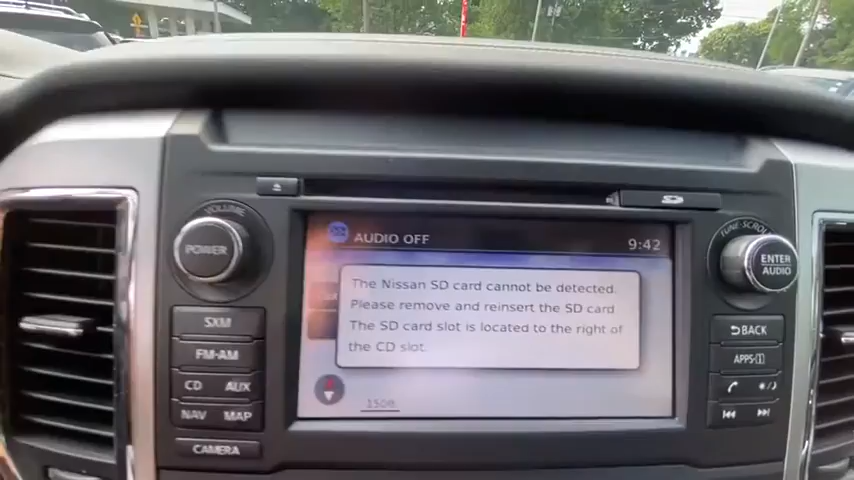 VOLUME
POWER
SXM
FM-AM
CD AUX
NAV MAP
CAMERA
AUDIO OFF
9:42
The Nissan SD card cannot be detected.
Please remove and reinsert the SD card
The SD card slot is located to the right of
the CD slot.
150ft
TUNE·SCROLL
ENTER
AUDIO
BACK
APPS